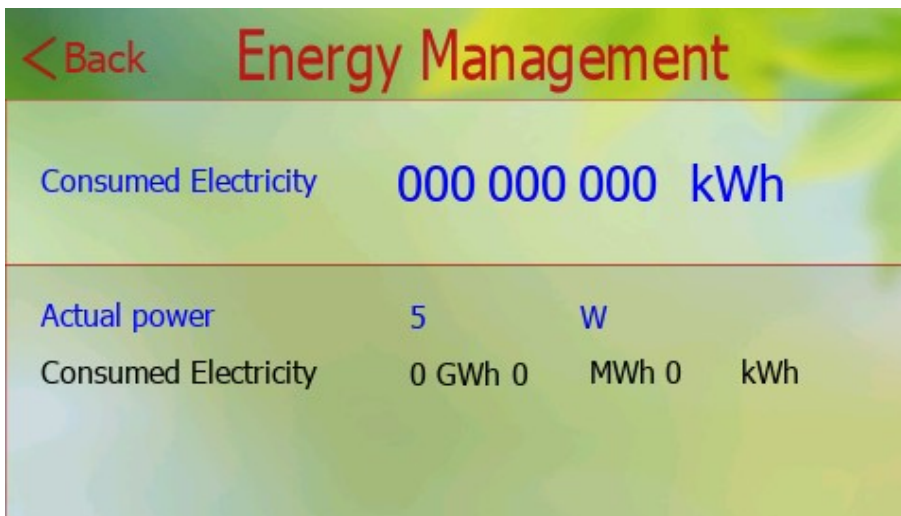 < Back Energy Management
Consumed Electricity 000 000 000 kWh
Actual power 5 W
Consumed Electricity 0 GWh 0 MWh 0 kWh